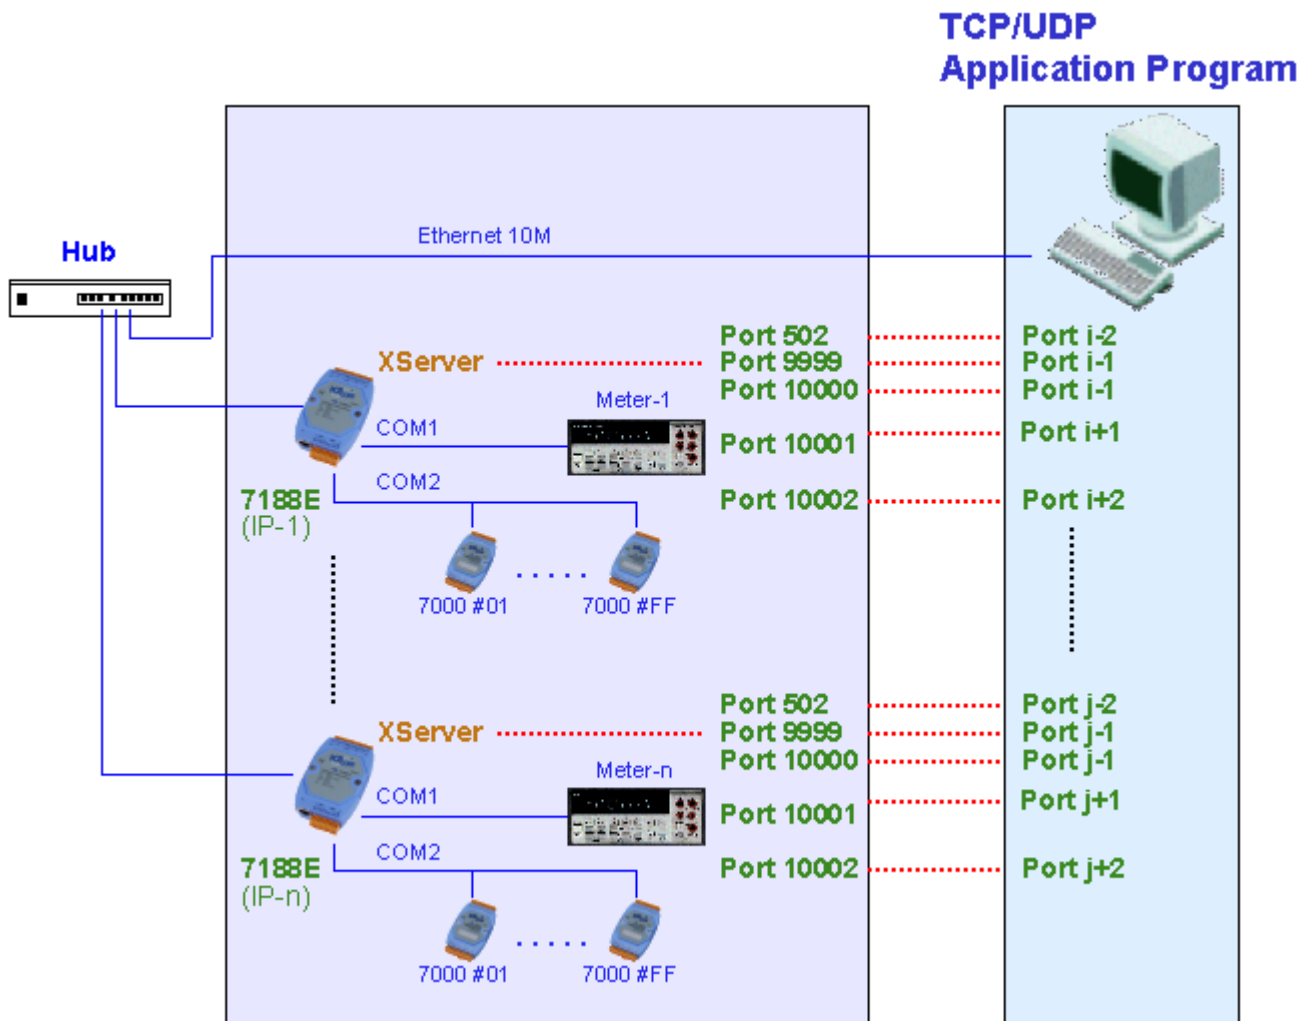 TCP/UDP
Application Program
Hub
Ethernet 10M
Port 502
Port i-2
XServer
Port 9999
Port i-1
Port 10000
Port i-1
Meter-1
COM1
Port 10001
Port i+1
COM2
7188E
(IP-1)
Port 10002
Port i+2
7000 #01
7000 #FF
Port 502
Port j-2
XServer
Port 9999
Port j-1
Port 10000
Port j-1
Meter-n
COM1
Port 10001
Port j+1
COM2
7188E
(IP-n)
Port 10002
Port j+2
7000 #01
7000 #FF